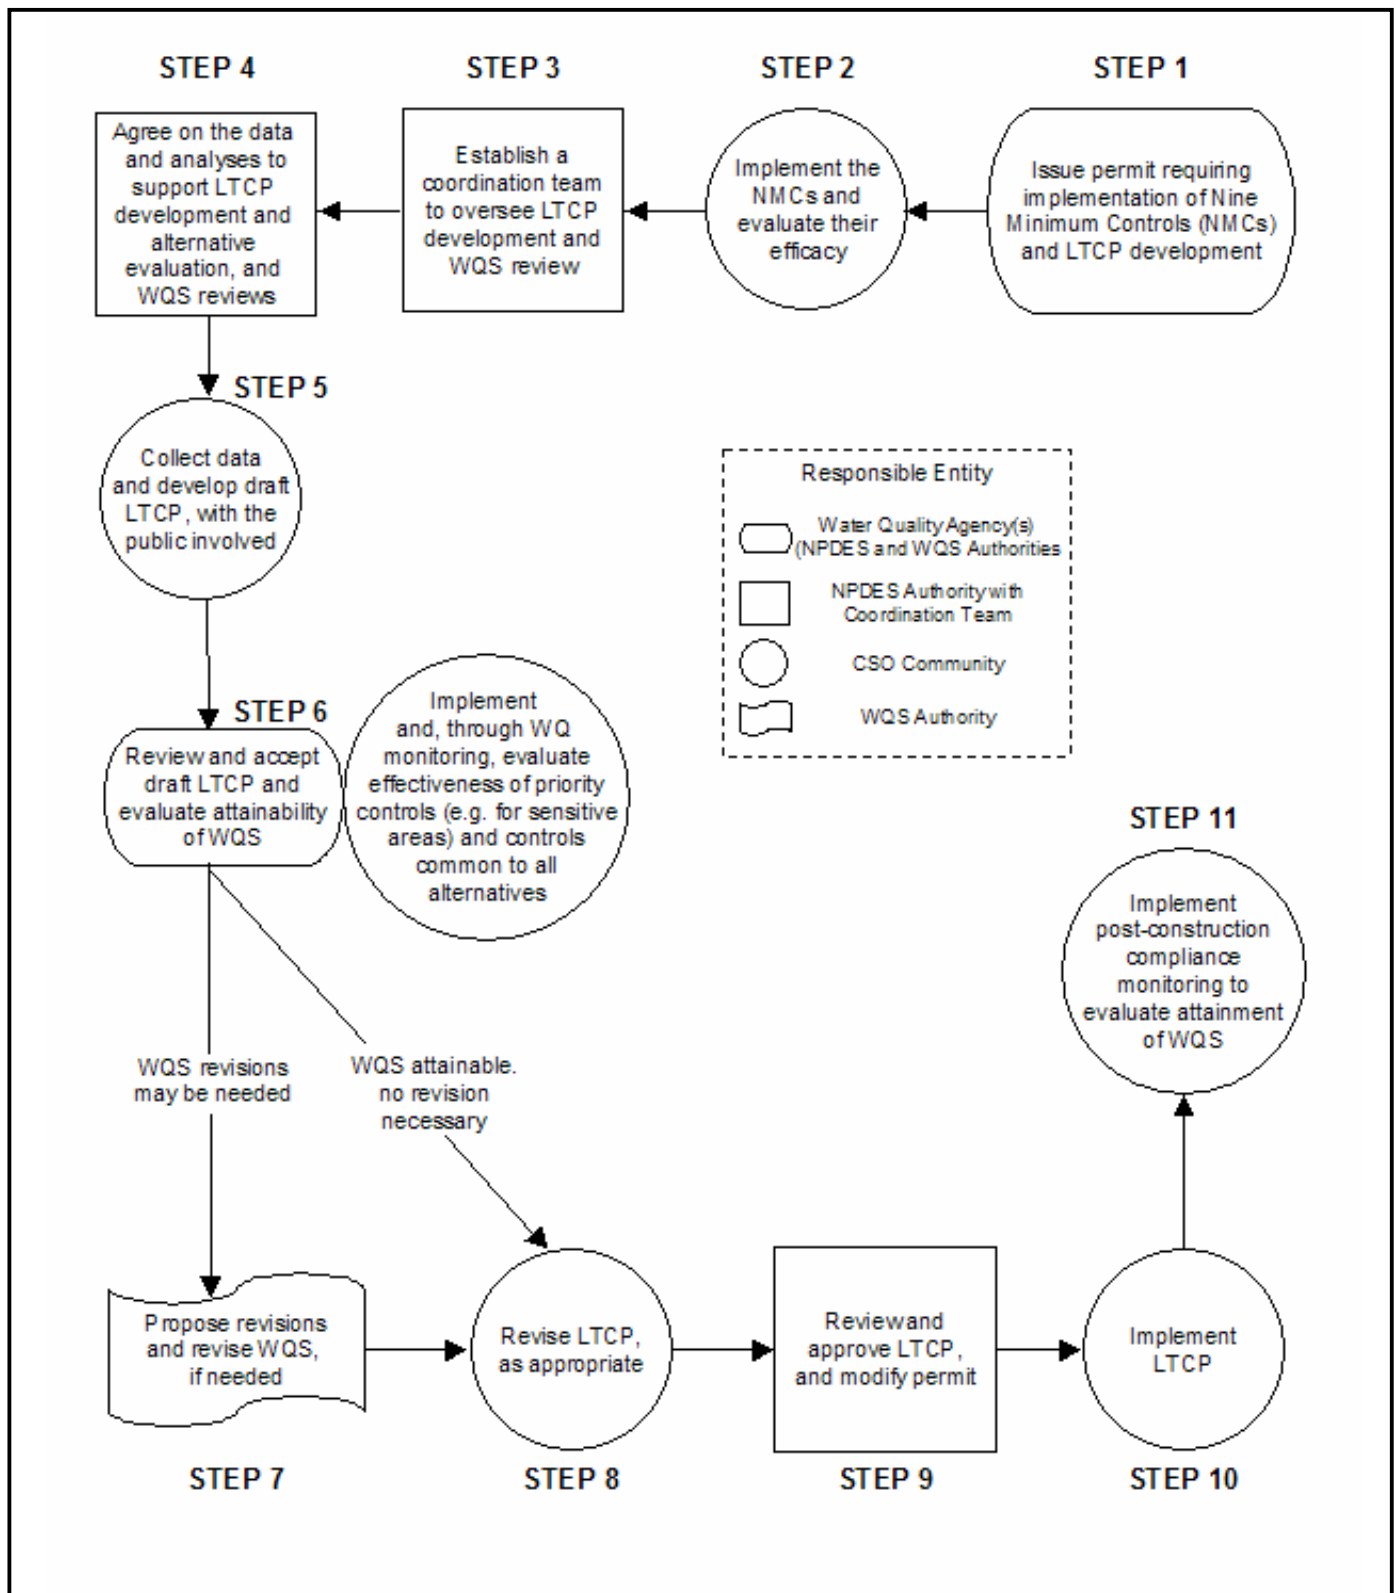 STEP 4
Agree on the data
and analyses to
support LTCP
development and
alternative
evaluation, and
WQS reviews
STEP 3
Establish a
coordination team
to oversee LTCP
development and
WQS review
STEP 2
Implement the
NMCs and
evaluate their
efficacy
STEP 1
Issue permit requiring
implementation of Nine
Minimum Controls (NMCs)
and LTCP development
STEP 5
Collect data
and develop draft
LTCP, with the
public involved
Responsible Entity
Water Quality Agency(s)
(NPDES and WQS Authorities
NPDES Authority with
Coordination Team
CSO Community
WQS Authority
STEP 6
Review and accept
draft LTCP and
evaluate attainability
of WQS
Implement
and, through WQ
monitoring, evaluate
effectiveness of priority
controls (e.g. for sensitive
areas) and controls
common to all
alternatives
WQS revisions
may be needed
WQS attainable.
no revision
necessary
Propose revisions
and revise WQS,
if needed
STEP 7
Revise LTCP,
as appropriate
STEP 8
Review and
approve LTCP,
and modify permit
STEP 9
Implement
LTCP
STEP 10
STEP 11
Implement
post-construction
compliance
monitoring to
evaluate attainment
of WQS